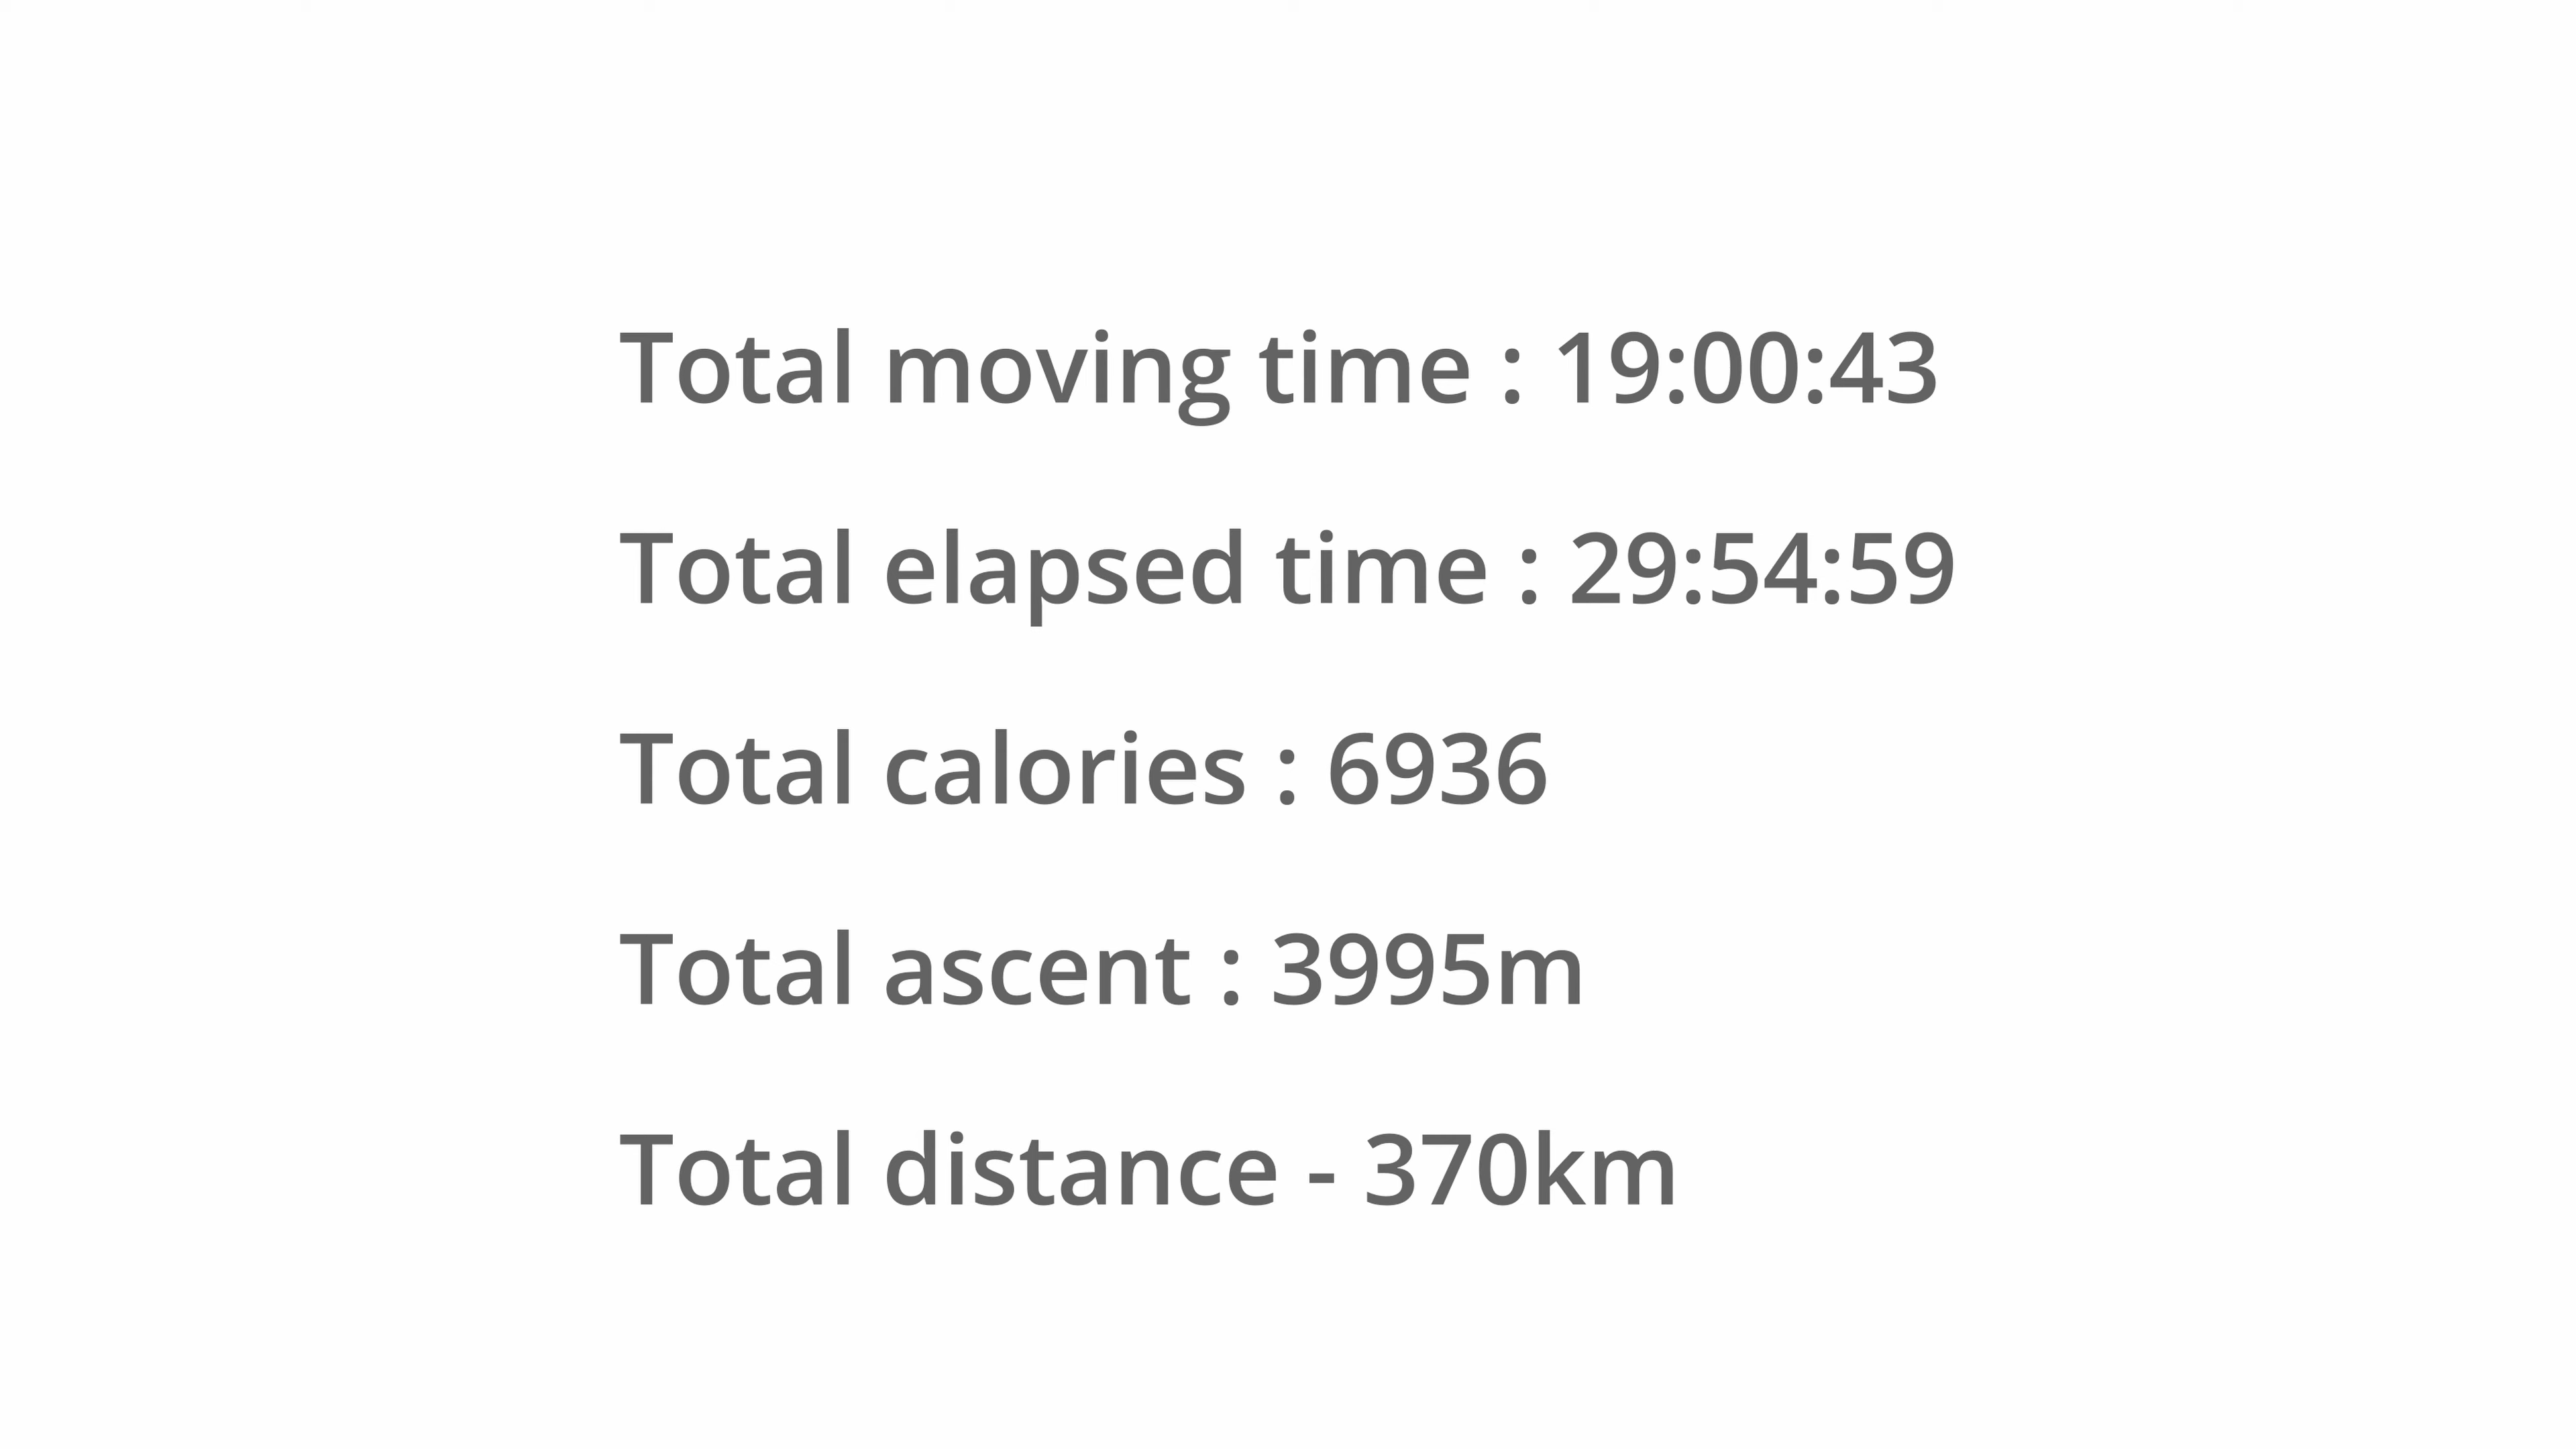 Total moving time : 19:00:43
Total elapsed time : 29:54:59
Total calories : 6936
Total ascent : 3995m
Total distance - 370km